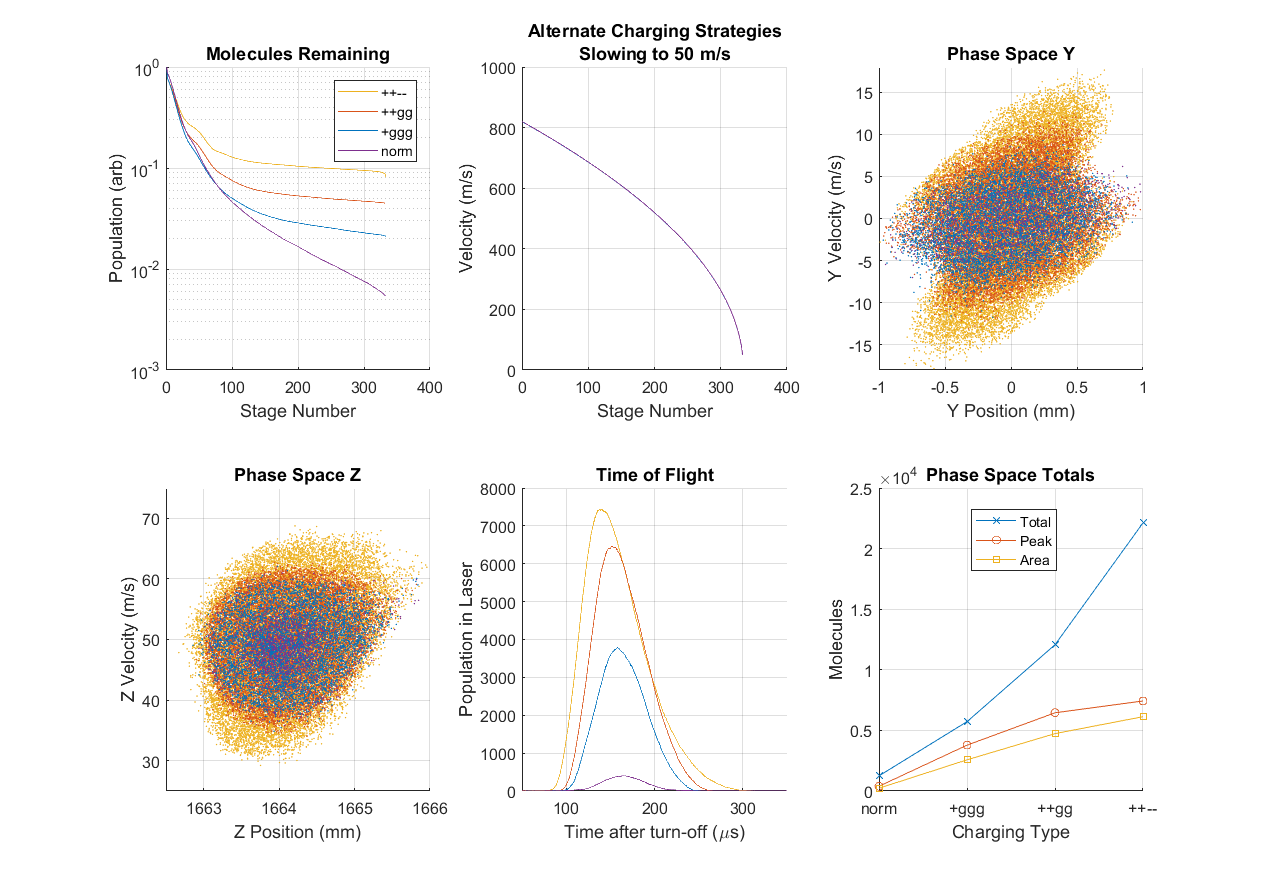 Molecules Remaining
10^0
10^-1
10^-2
10^-3
Population (arb)
++--
++gg
+ggg
norm
0 100 200 300 400
Stage Number
Alternate Charging Strategies
Slowing to 50 m/s
1000
800
600
400
200
0
Velocity (m/s)
0 100 200 300 400
Stage Number
Phase Space Y
15
10
5
0
-5
-10
-15
Y Velocity (m/s)
-1 -0.5 0 0.5 1
Y Position (mm)
Phase Space Z
70
60
50
40
30
Z Velocity (m/s)
1663 1664 1665 1666
Z Position (mm)
Time of Flight
8000
7000
6000
5000
4000
3000
2000
1000
0
Population in Laser
100 200 300
Time after turn-off (μs)
×10^4 Phase Space Totals
2.5
2
1.5
1
0.5
0
Molecules
Total
Peak
Area
norm +ggg ++gg ++--
Charging Type